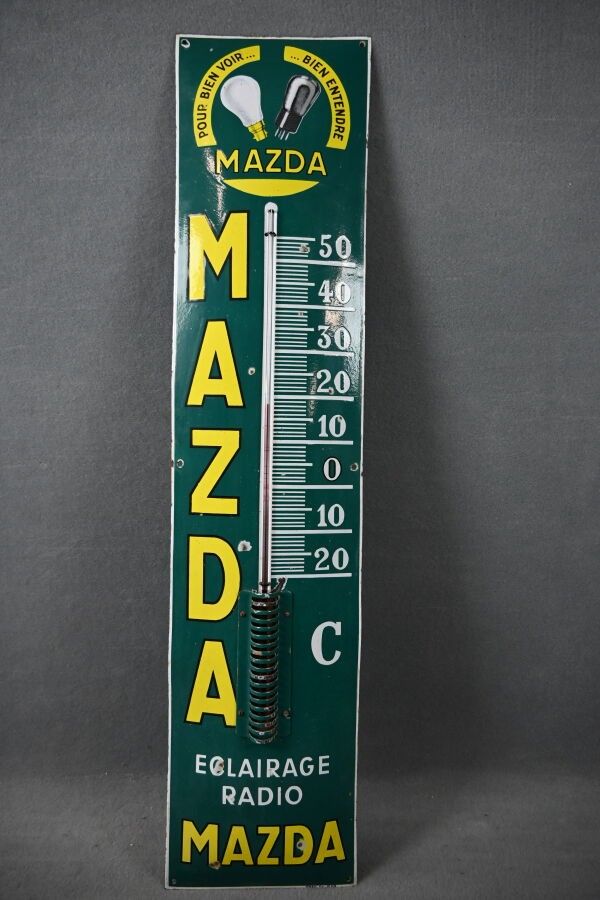 POUR BIEN VOIR...
...BIEN ENTENDRE
MAZDA
MAZDA
50
40
30
20
10
0
10
20
C
ECLAIRAGE
RADIO
MAZDA